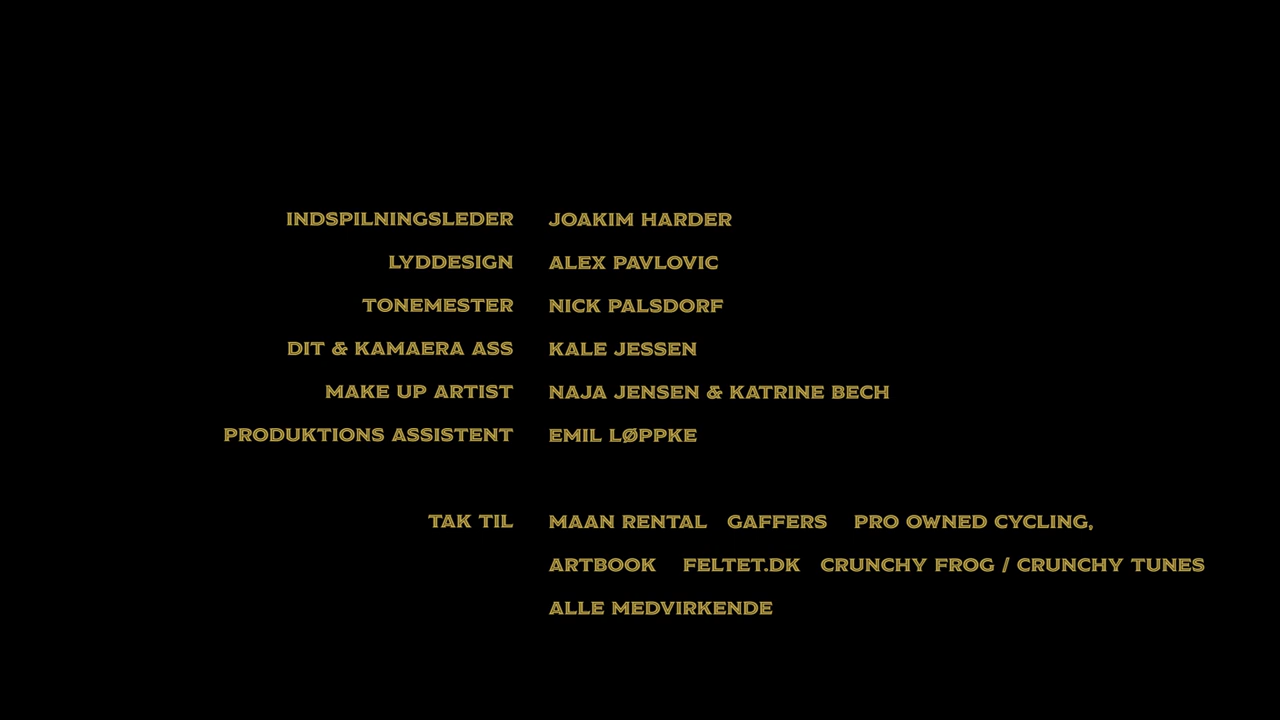 INDSPILNINGSLEDER JOAKIM HARDER
LYDDESIGN ALEX PAVLOVIC
TONEMESTER NICK PALSDORF
DIT & KAMAERA ASS KALE JESSEN
MAKE UP ARTIST NAJA JENSEN & KATRINE BECH
PRODUKTIONS ASSISTENT EMIL LØPPKE
TAK TIL MAAN RENTAL GAFFERS PRO OWNED CYCLING,
ARTBOOK FELTET.DK CRUNCHY FROG / CRUNCHY TUNES
ALLE MEDVIRKENDE